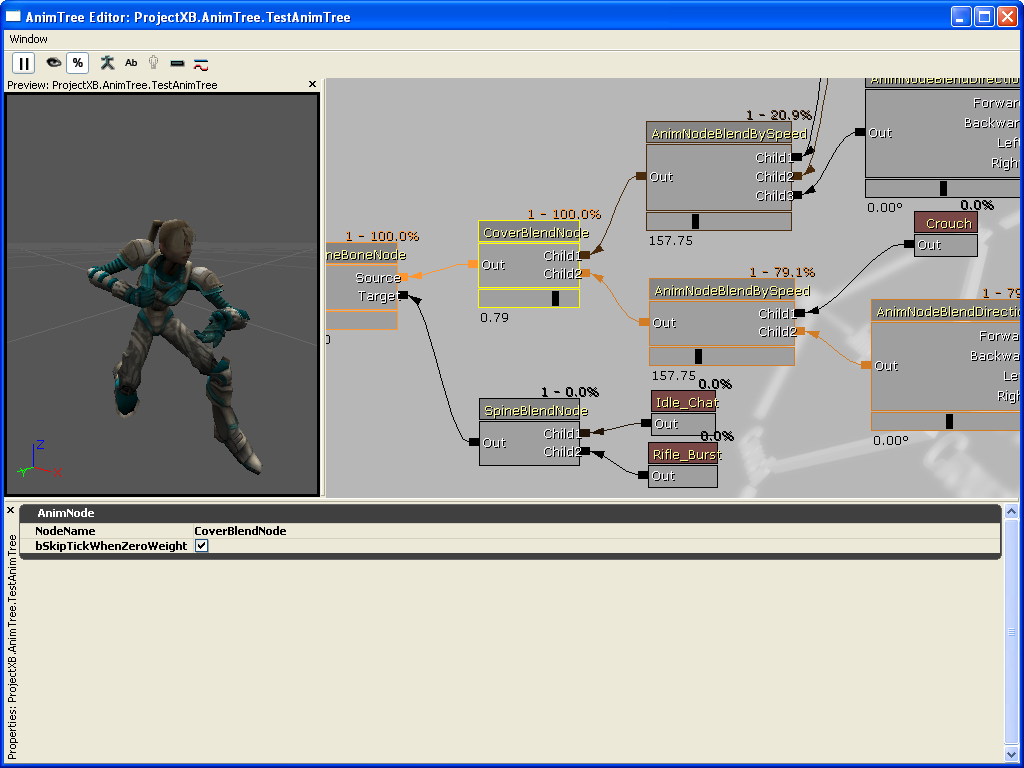 AnimTree Editor: ProjectXB.AnimTree.TestAnimTree
Window
% Ab
Preview: ProjectXB.AnimTree.TestAnimTree
Z
X
1 - 100.0%
neBoneNode
Source
Target
1 - 100.0%
CoverBlendNode
Out
Child1
Child2
0.79
1 - 0.0%
SpineBlendNode
Out
Child1
Child2
1 - 20.9%
AnimNodeBlendBySpeed
Out
Child1
Child2
Child3
157.75
1 - 79.1%
AnimNodeBlendBySpeed
Out
Child1
Child2
157.75
0.0%
Idle_Chat
Out
0.0%
Rifle_Burst
Out
AnimNodeBlendDirection
Out
Forwar
Backwar
Left
Righ
0.00°
0.0%
Crouch
Out
1 - 79
AnimNodeBlendDirectio
Out
Forwa
Backwa
Le
Righ
0.00°
AnimNode
NodeName CoverBlendNode
bSkipTickWhenZeroWeight
Properties: ProjectXB.AnimTree.TestAnimTree